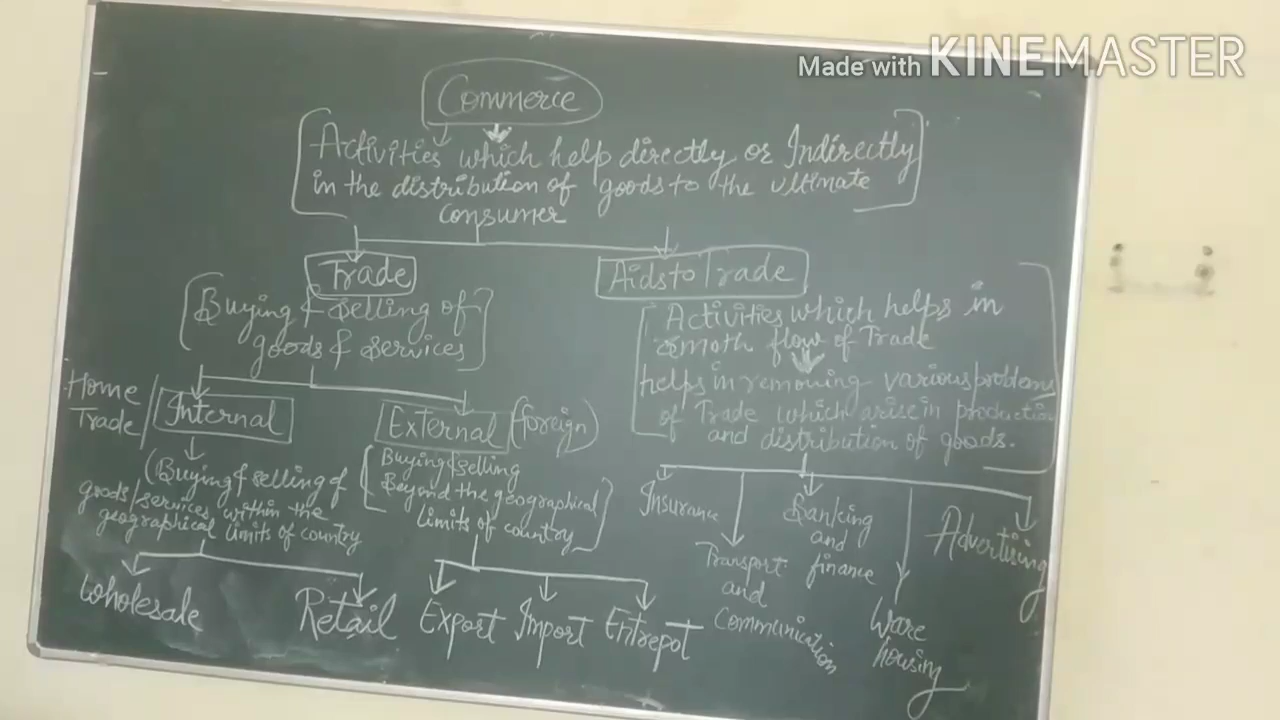 Made with KINEMASTER
Commerce
Activities which help directly or Indirectly
in the distribution of goods to the ultimate
consumer
Trade
Buying & selling of
goods & services
Aids to Trade
Activities which helps in
smoth flow of Trade
helps in removing various problems
of Trade which arise in production
and distribution of goods.
Home
Trade
Internal
(Buying & selling of
goods/services within the
geographical limits of country
External (foreign)
Buying & selling
Beyond the geographical
limits of country
Wholesale
Retail
Export
Import
Entrepot
Insurance
Transport
and
Communication
Banking
and
finance
Ware
housing
Advertising